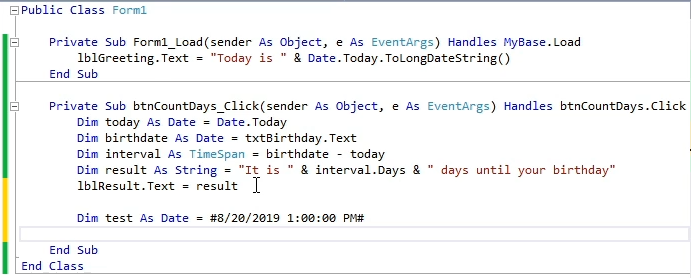 Public Class Form1
Private Sub Form1_Load(sender As Object, e As EventArgs) Handles MyBase.Load
lblGreeting.Text = "Today is " & Date.Today.ToLongDateString()
End Sub
Private Sub btnCountDays_Click(sender As Object, e As EventArgs) Handles btnCountDays.Click
Dim today As Date = Date.Today
Dim birthdate As Date = txtBirthday.Text
Dim interval As TimeSpan = birthdate - today
Dim result As String = "It is " & interval.Days & " days until your birthday"
lblResult.Text = result
Dim test As Date = #8/20/2019 1:00:00 PM#
End Sub
End Class